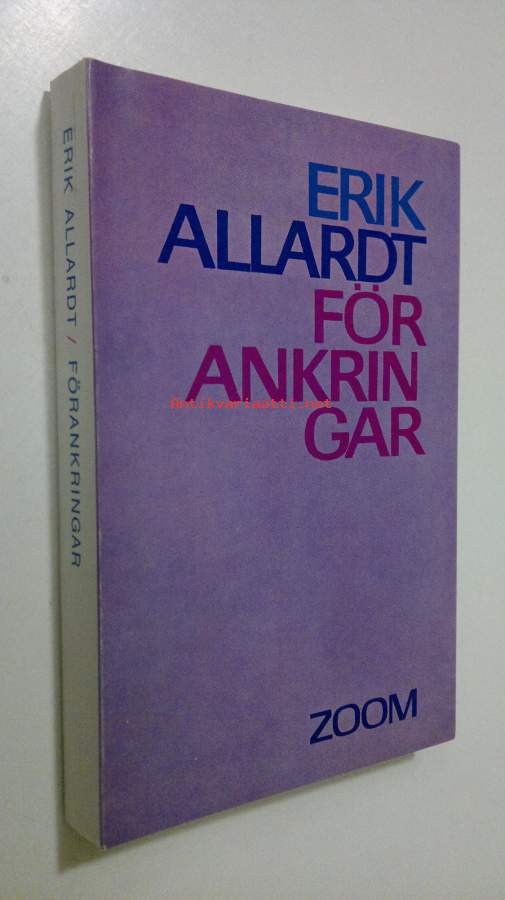 ERIK ALLARDT / FÖRANKRINGAR
ERIK
ALLARDT
FÖR
ANKRIN
GAR
Antikvariaatti.net
ZOOM